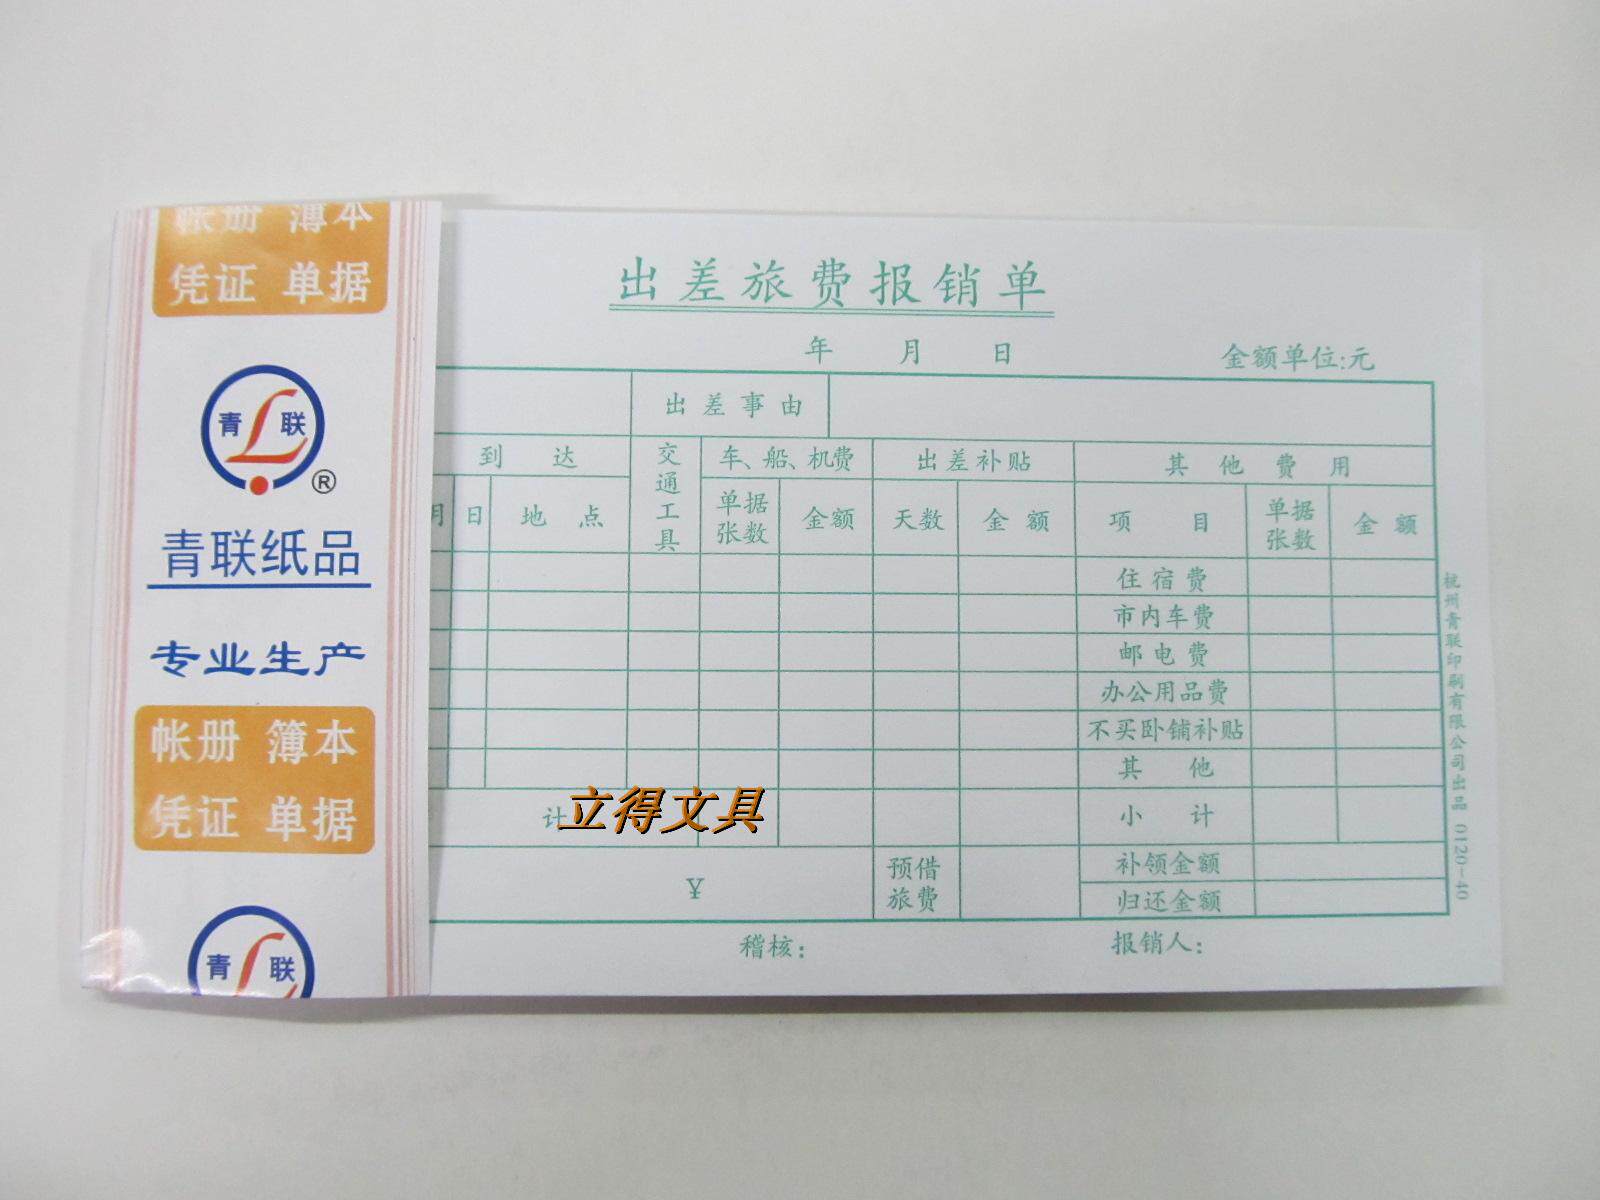 帐册 簿本
凭证 单据
青 L 联
®
青联纸品
专业生产
帐册 簿本
凭证 单据
青 L 联
出差旅费报销单
年 月 日 金额单位:元
出差事由
到达 交通工具 车、船、机费 出差补贴 其他费用
月 日 地点 单据张数 金额 天数 金额 项目 单据张数 金额
住宿费
市内车费
邮电费
办公用品费
不买卧铺补贴
其他
计 小计
立得文具
¥ 预借旅费 补领金额
归还金额
稽核: 报销人:
杭州青联印刷有限公司出品 0120-40